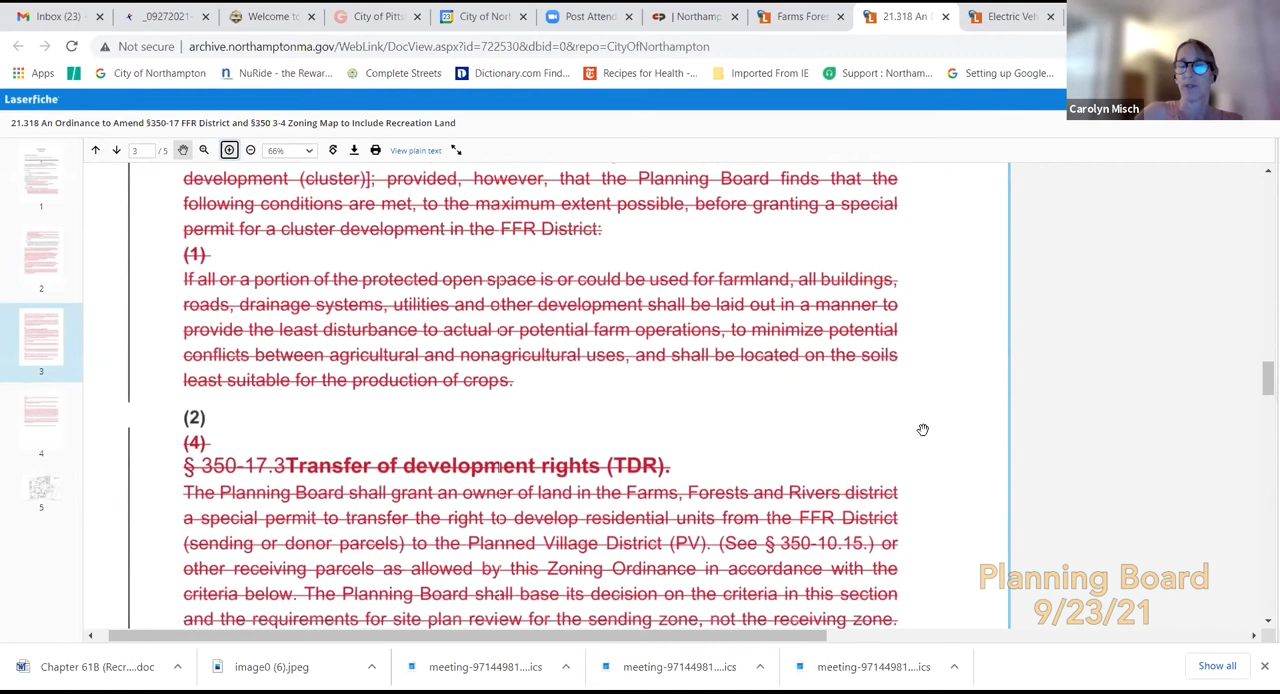 Inbox (23) -
_09272021-
Welcome to
City of Pitts
City of Nor
Post Attend
| Northamp
Farms Fores
21.318 An O
Electric Veh
Not secure | archive.northamptonma.gov/WebLink/DocView.aspx?id=722530&dbid=0&repo=CityOfNorthampton
Apps
City of Northampton
NuRide - the Rewar...
Complete Streets
Dictionary.com Find...
Recipes for Health -...
Imported From IE
Support : Northam...
Setting up Google...
Carolyn Misch
Laserfiche
21.318 An Ordinance to Amend §350-17 FFR District and §350 3-4 Zoning Map to Include Recreation Land
3 / 5
66%
View plain text
1
2
3
4
5
development (cluster)]; provided, however, that the Planning Board finds that the
following conditions are met, to the maximum extent possible, before granting a special
permit for a cluster development in the FFR District:
(1)
If all or a portion of the protected open space is or could be used for farmland, all buildings,
roads, drainage systems, utilities and other development shall be laid out in a manner to
provide the least disturbance to actual or potential farm operations, to minimize potential
conflicts between agricultural and nonagricultural uses, and shall be located on the soils
least suitable for the production of crops.
(2)
(4)
§ 350-17.3Transfer of development rights (TDR).
The Planning Board shall grant an owner of land in the Farms, Forests and Rivers district
a special permit to transfer the right to develop residential units from the FFR District
(sending or donor parcels) to the Planned Village District (PV). (See § 350-10.15.) or
other receiving parcels as allowed by this Zoning Ordinance in accordance with the
criteria below. The Planning Board shall base its decision on the criteria in this section
and the requirements for site plan review for the sending zone, not the receiving zone.
Planning Board
9/23/21
Chapter 61B (Recr....doc
image0 (6).jpeg
meeting-97144981....ics
meeting-97144981....ics
meeting-97144981....ics
Show all